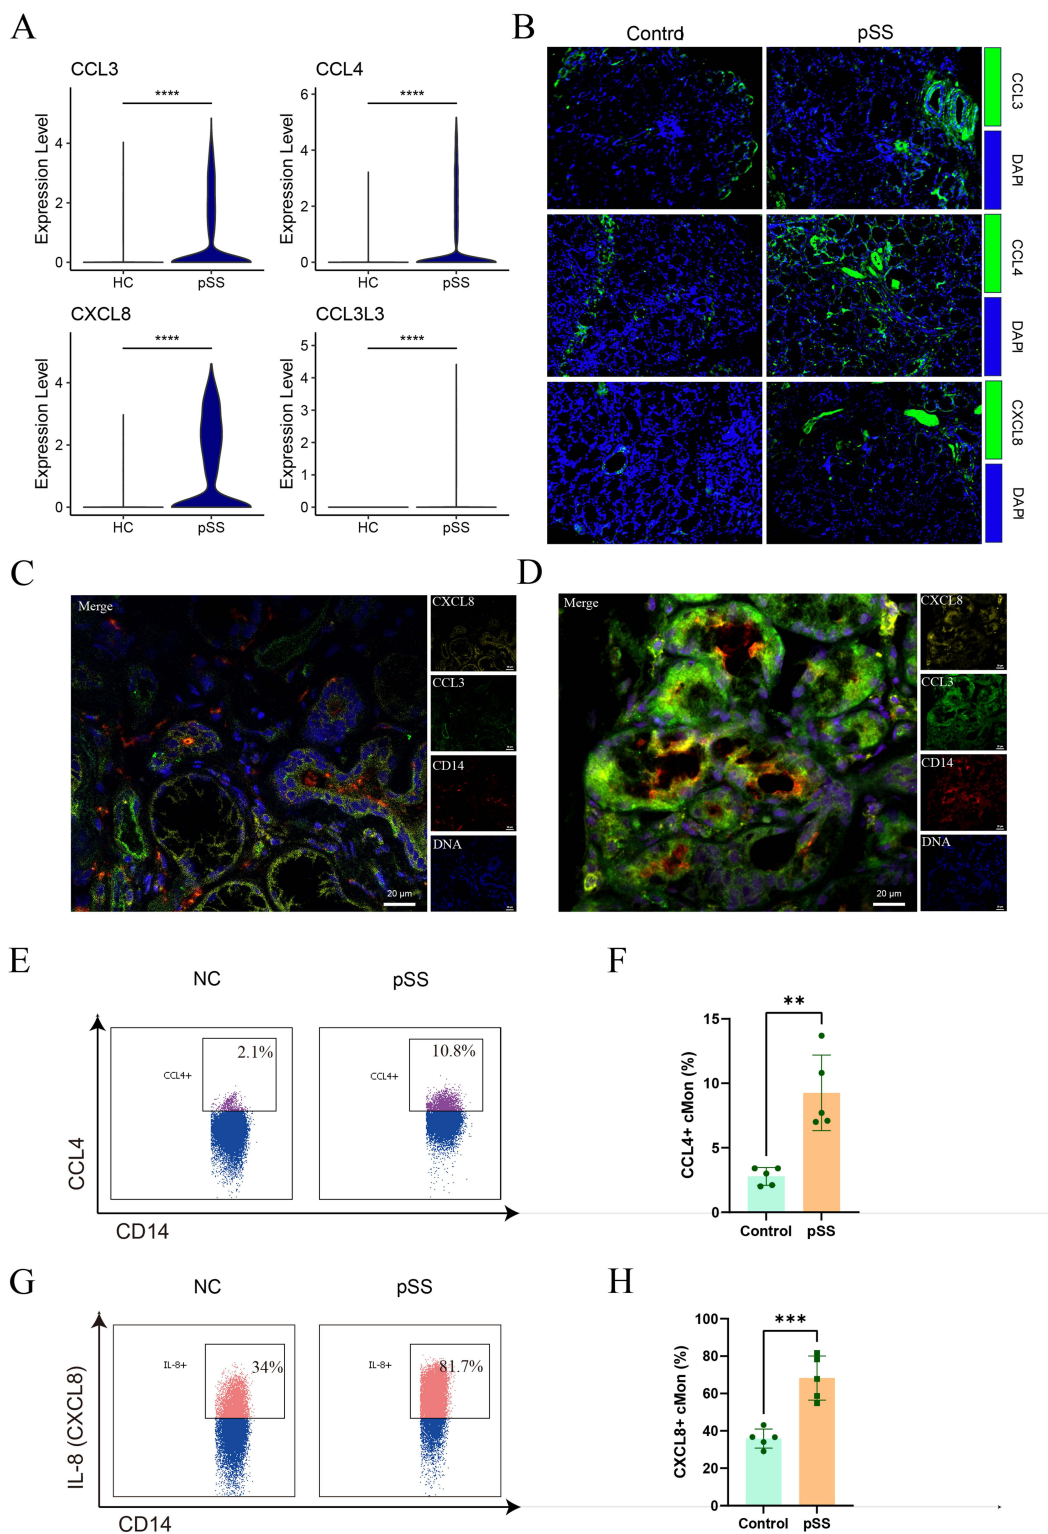 A
CCL3
****
Expression Level
4
2
0
HC
pSS
CCL4
****
Expression Level
6
4
2
0
HC
pSS
CXCL8
****
Expression Level
4
2
0
HC
pSS
CCL3L3
****
Expression Level
5
4
3
2
1
0
HC
pSS
B
Contrd
pSS
CCL3
DAPI
CCL4
DAPI
CXCL8
DAPI
C
Merge
20 μm
CXCL8
CCL3
CD14
DNA
D
Merge
20 μm
CXCL8
CCL3
CD14
DNA
E
NC
pSS
CCL4+
2.1%
CCL4+
10.8%
CCL4
CD14
F
**
CCL4+ cMon (%)
15
10
5
0
Control
pSS
G
NC
pSS
IL-8+
34%
IL-8+
81.7%
IL-8 (CXCL8)
CD14
H
***
CXCL8+ cMon (%)
100
80
60
40
20
0
Control
pSS